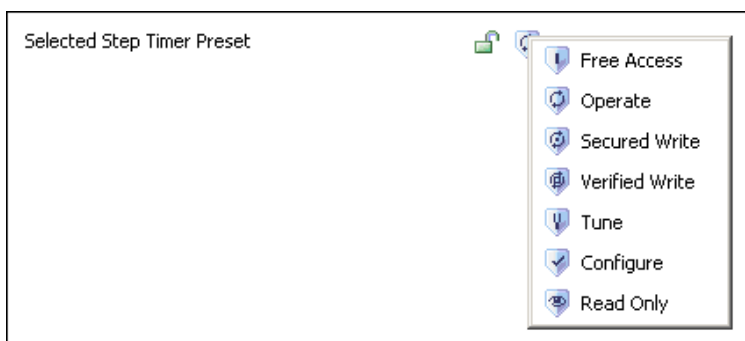 Selected Step Timer Preset
Free Access
Operate
Secured Write
Verified Write
Tune
Configure
Read Only